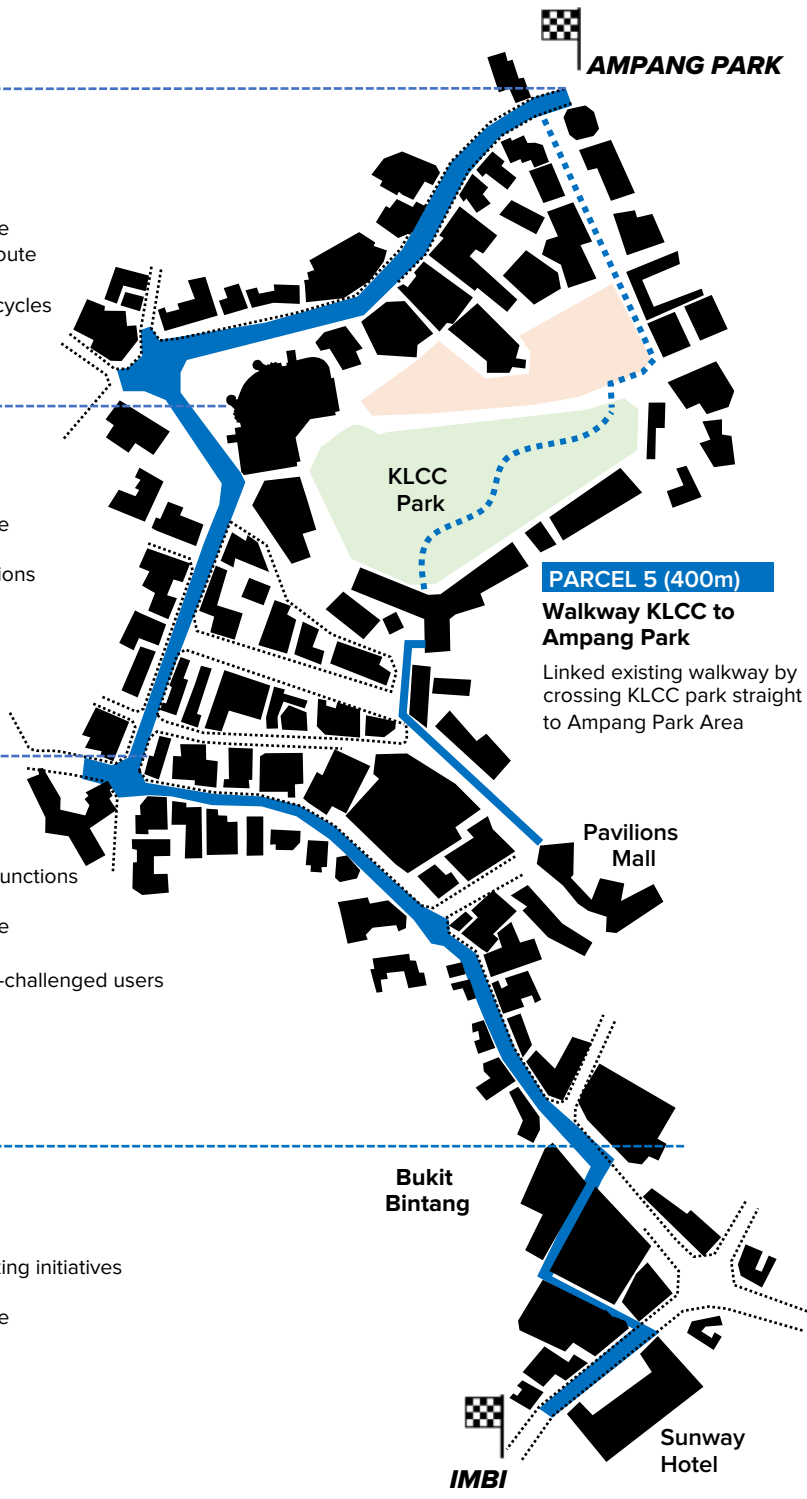 AMPANG PARK
e
oute
cycles
KLCC
Park
e
ions
PARCEL 5 (400m)
Walkway KLCC to
Ampang Park
Linked existing walkway by
crossing KLCC park straight
to Ampang Park Area
Pavilions
Mall
unctions
e
-challenged users
Bukit
Bintang
king initiatives
e
Sunway
Hotel
IMBI